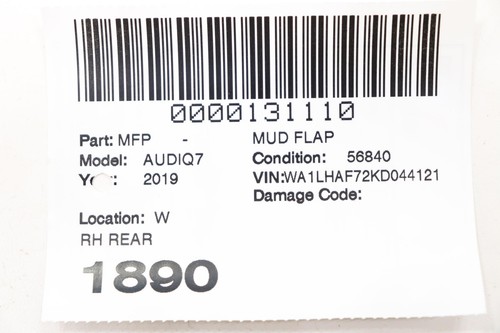 0000131110
Part: MFP - MUD FLAP
Model: AUDIQ7 Condition: 56840
2019 VIN:WA1LHAF72KD044121
Damage Code:
Location: W
RH REAR
1890